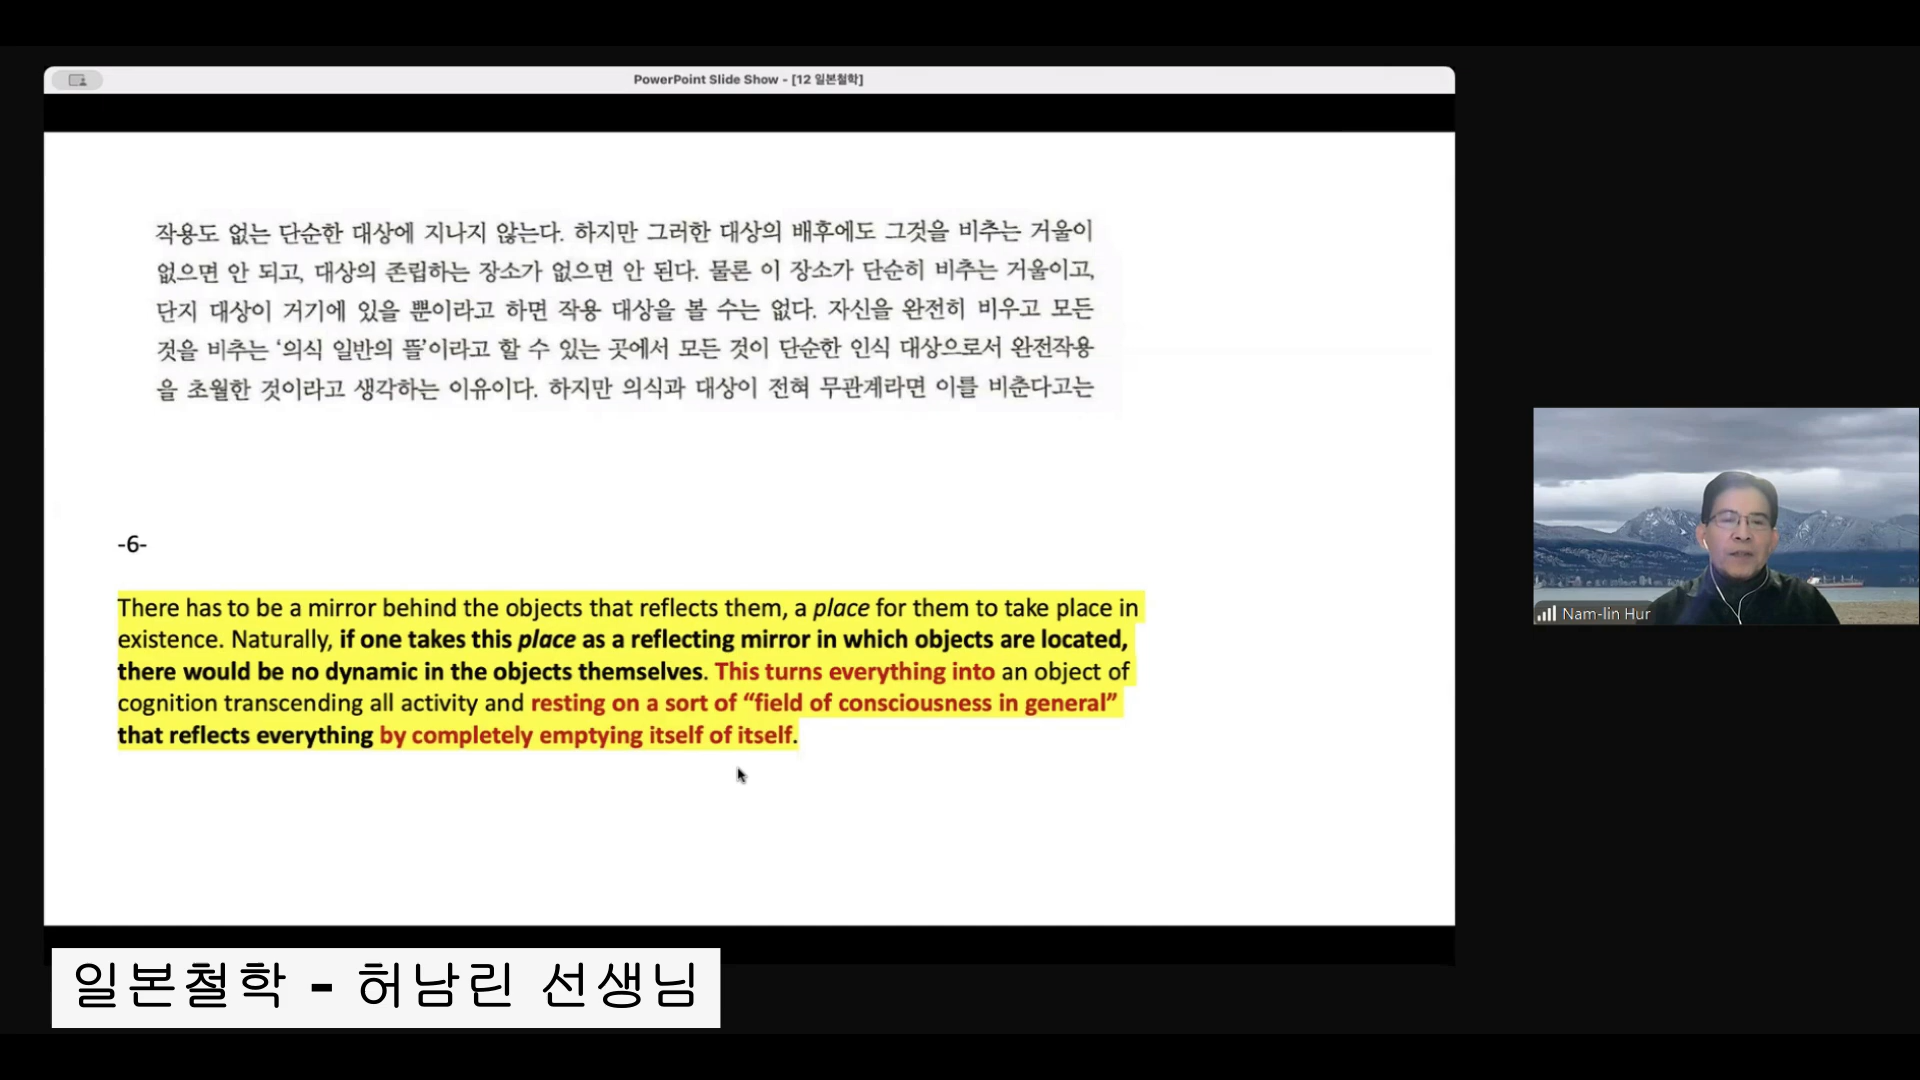 PowerPoint Slide Show - [12 일본철학]
작용도 없는 단순한 대상에 지나지 않는다. 하지만 그러한 대상의 배후에도 그것을 비추는 거울이
없으면 안 되고, 대상의 존립하는 장소가 없으면 안 된다. 물론 이 장소가 단순히 비추는 거울이고,
단지 대상이 거기에 있을 뿐이라고 하면 작용 대상을 볼 수는 없다. 자신을 완전히 비우고 모든
것을 비추는 ‘의식 일반의 뜰’이라고 할 수 있는 곳에서 모든 것이 단순한 인식 대상으로서 완전작용
을 초월한 것이라고 생각하는 이유이다. 하지만 의식과 대상이 전혀 무관계라면 이를 비춘다고는
-6-
There has to be a mirror behind the objects that reflects them, a place for them to take place in
existence. Naturally, if one takes this place as a reflecting mirror in which objects are located,
there would be no dynamic in the objects themselves. This turns everything into an object of
cognition transcending all activity and resting on a sort of “field of consciousness in general”
that reflects everything by completely emptying itself of itself.
Nam-lin Hur
일본철학 - 허남린 선생님